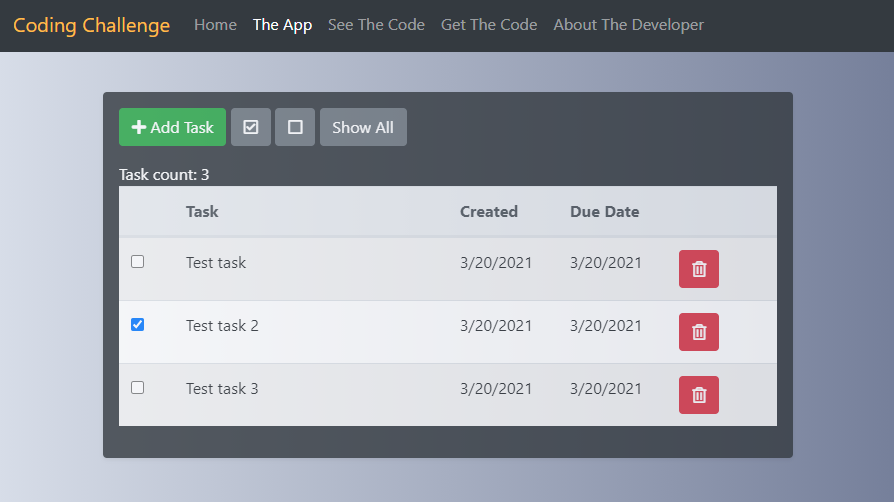 Coding Challenge Home The App See The Code Get The Code About The Developer
Add Task Show All
Task count: 3
Task Created Due Date
Test task 3/20/2021 3/20/2021
Test task 2 3/20/2021 3/20/2021
Test task 3 3/20/2021 3/20/2021